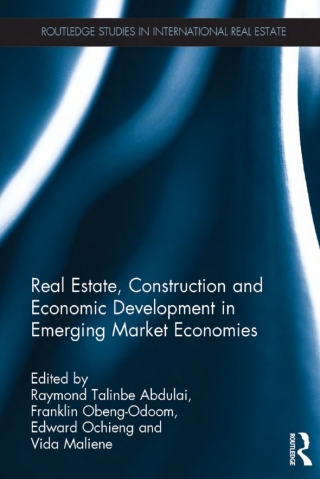 ROUTLEDGE STUDIES IN INTERNATIONAL REAL ESTATE
Real Estate, Construction and
Economic Development in
Emerging Market Economies
Edited by
Raymond Talinbe Abdulai,
Franklin Obeng-Odoom,
Edward Ochieng and
Vida Maliene
ROUTLEDGE